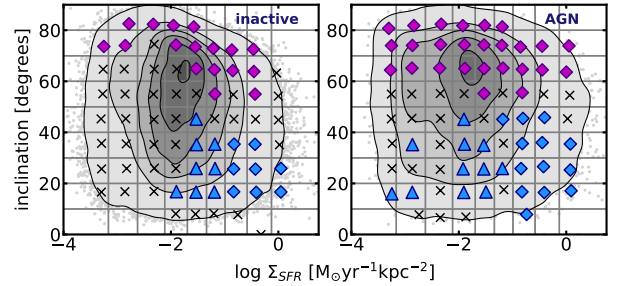 inactive
AGN
inclination [degrees]
80
60
40
20
0
−4
−2
0
−4
−2
0
log Σ_SFR [M⊙yr⁻¹kpc⁻²]